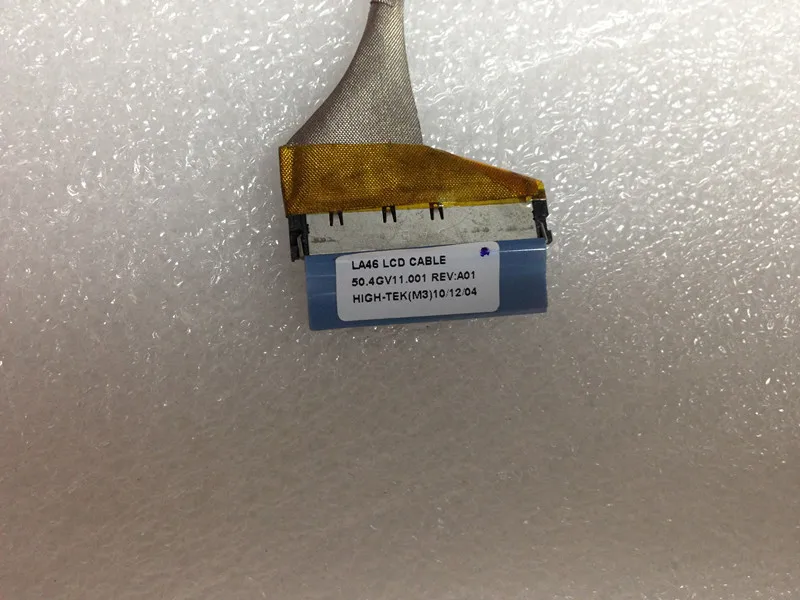 LA46 LCD CABLE
50.4GV11.001 REV:A01
HIGH-TEK(M3)10/12/04